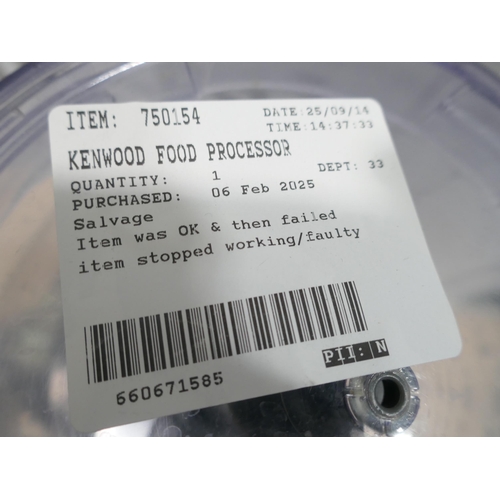 ITEM: 750154 DATE:25/09/14
TIME:14:37:33
KENWOOD FOOD PROCESSOR
QUANTITY: 1 DEPT: 33
PURCHASED: 06 Feb 2025
Salvage
Item was OK & then failed
item stopped working/faulty
660671585
PII: N